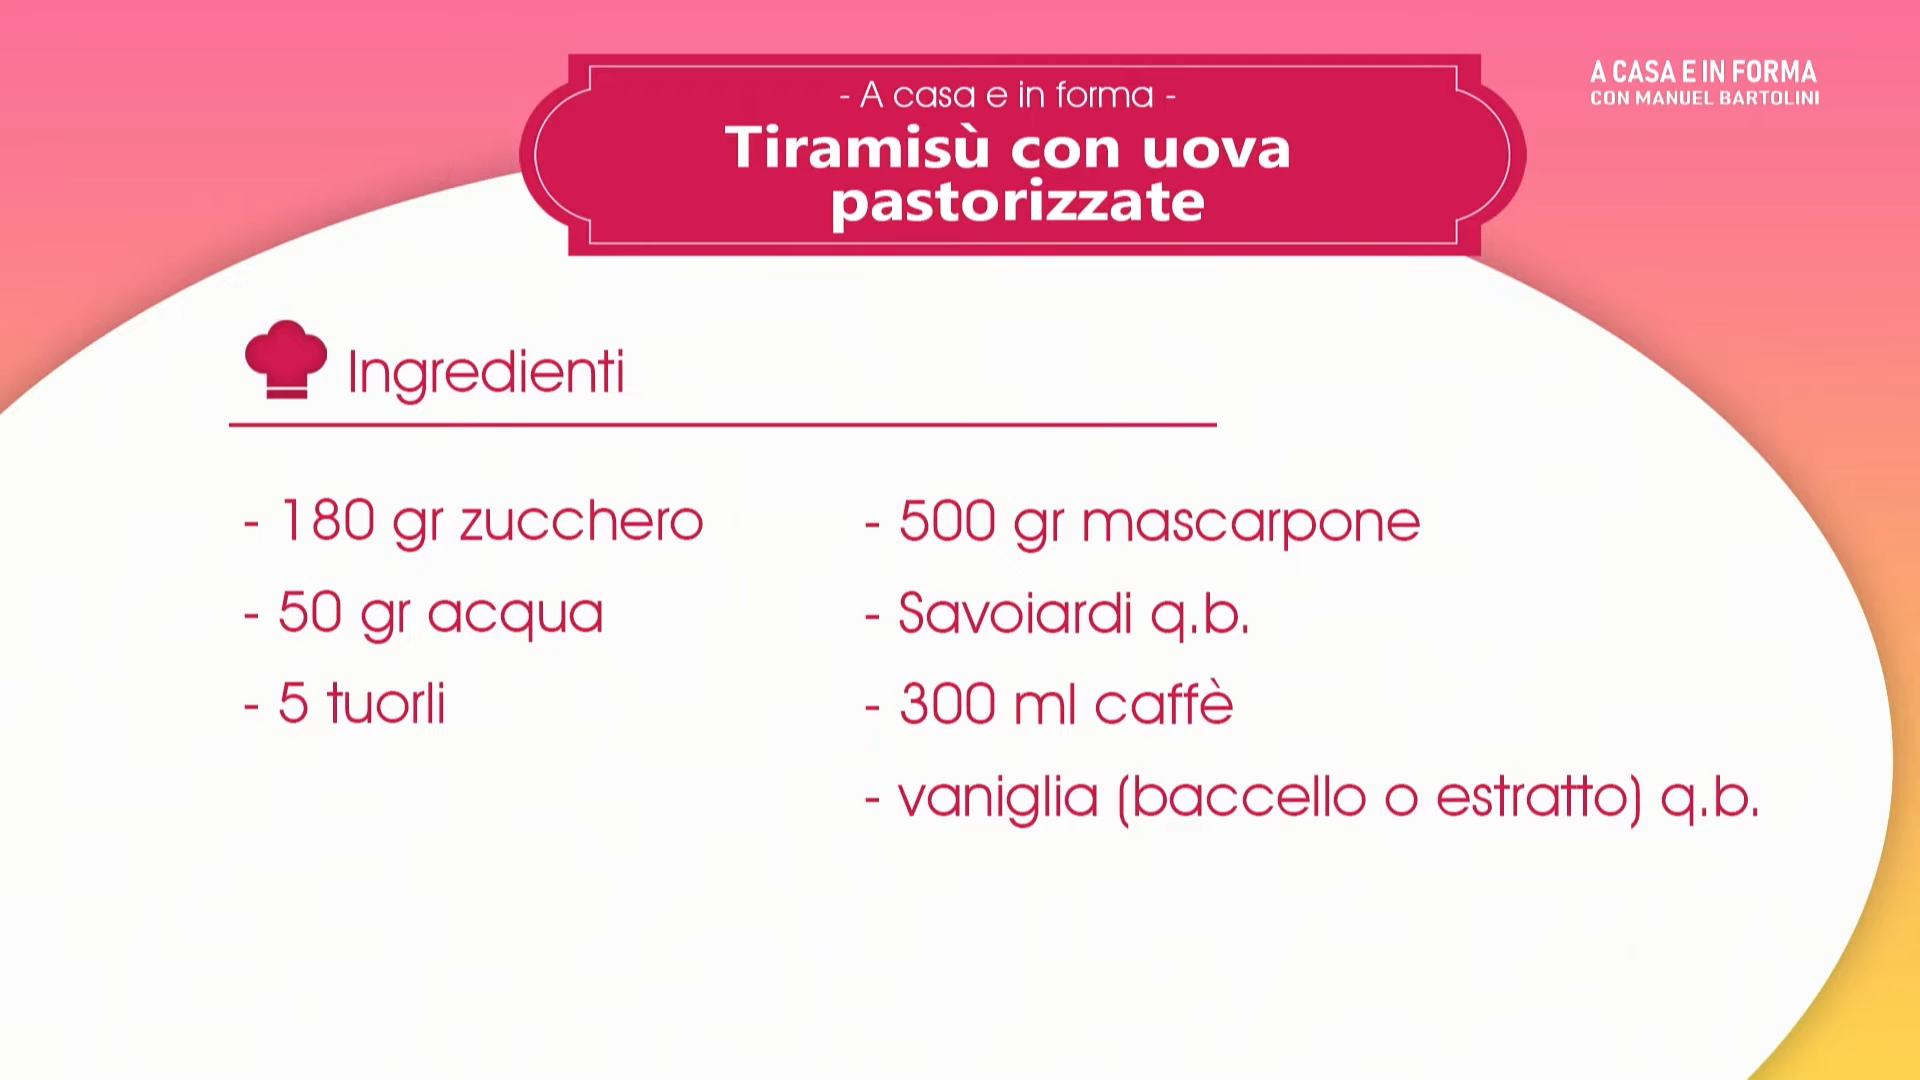 A CASA E IN FORMA
CON MANUEL BARTOLINI
- A casa e in forma -
Tiramisù con uova
pastorizzate
Ingredienti
- 180 gr zucchero
- 50 gr acqua
- 5 tuorli
- 500 gr mascarpone
- Savoiardi q.b.
- 300 ml caffè
- vaniglia (baccello o estratto) q.b.